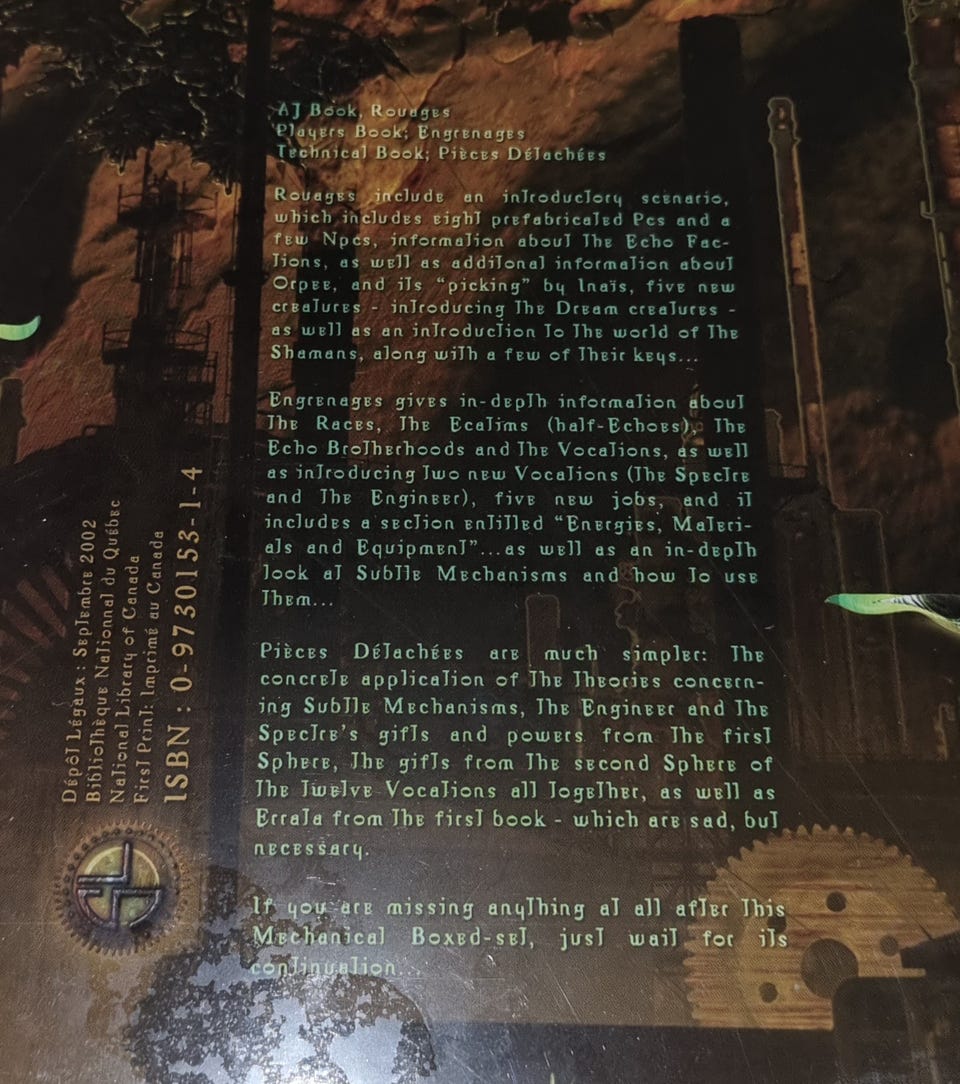 AJ Book, Rouages
Players Book; Engrenages
Technical Book; Pièces Détachées
Rouages include an introductory scenario,
which includes eight prefabricated Pcs and a
few Npcs, information about The Echo Fac-
tions, as well as additonal information about
Orpee, and its "picking" by Inaïs, five new
creatures - introducing The Dream creatures -
as well as an introduction to The world of The
Shamans, along with a few of Their keys...
Engrenages gives in-depth information about
The Races, The Ecatims (half-Echoes), The
Echo Brotherhoods and The Vocations, as well
as introducing two new Vocations (The Spectre
and The Engineer), five new jobs, and it
includes a section entitled "Energies, Materi-
als and Equipment"...as well as an in-depth
look at Subtle Mechanisms and how to use
Them...
Pièces Détachées are much simpler: The
concrete application of The Theories concern-
ing Subtle Mechanisms, The Engineer and The
Spectre's gifts and powers from The first
Sphere, The gifts from The second Sphere of
The Twelve Vocations all together, as well as
Errata from The first book - which are sad, but
necessary.
If you are missing anything at all after This
Mechanical Boxed-set, just wait for its
continuation...
Dépôt Légaux : Septembre 2002
Bibliothèque Nationnal du Québec
National Library of Canada
First Print: Imprimé au Canada
ISBN : 0-9730153-1-4